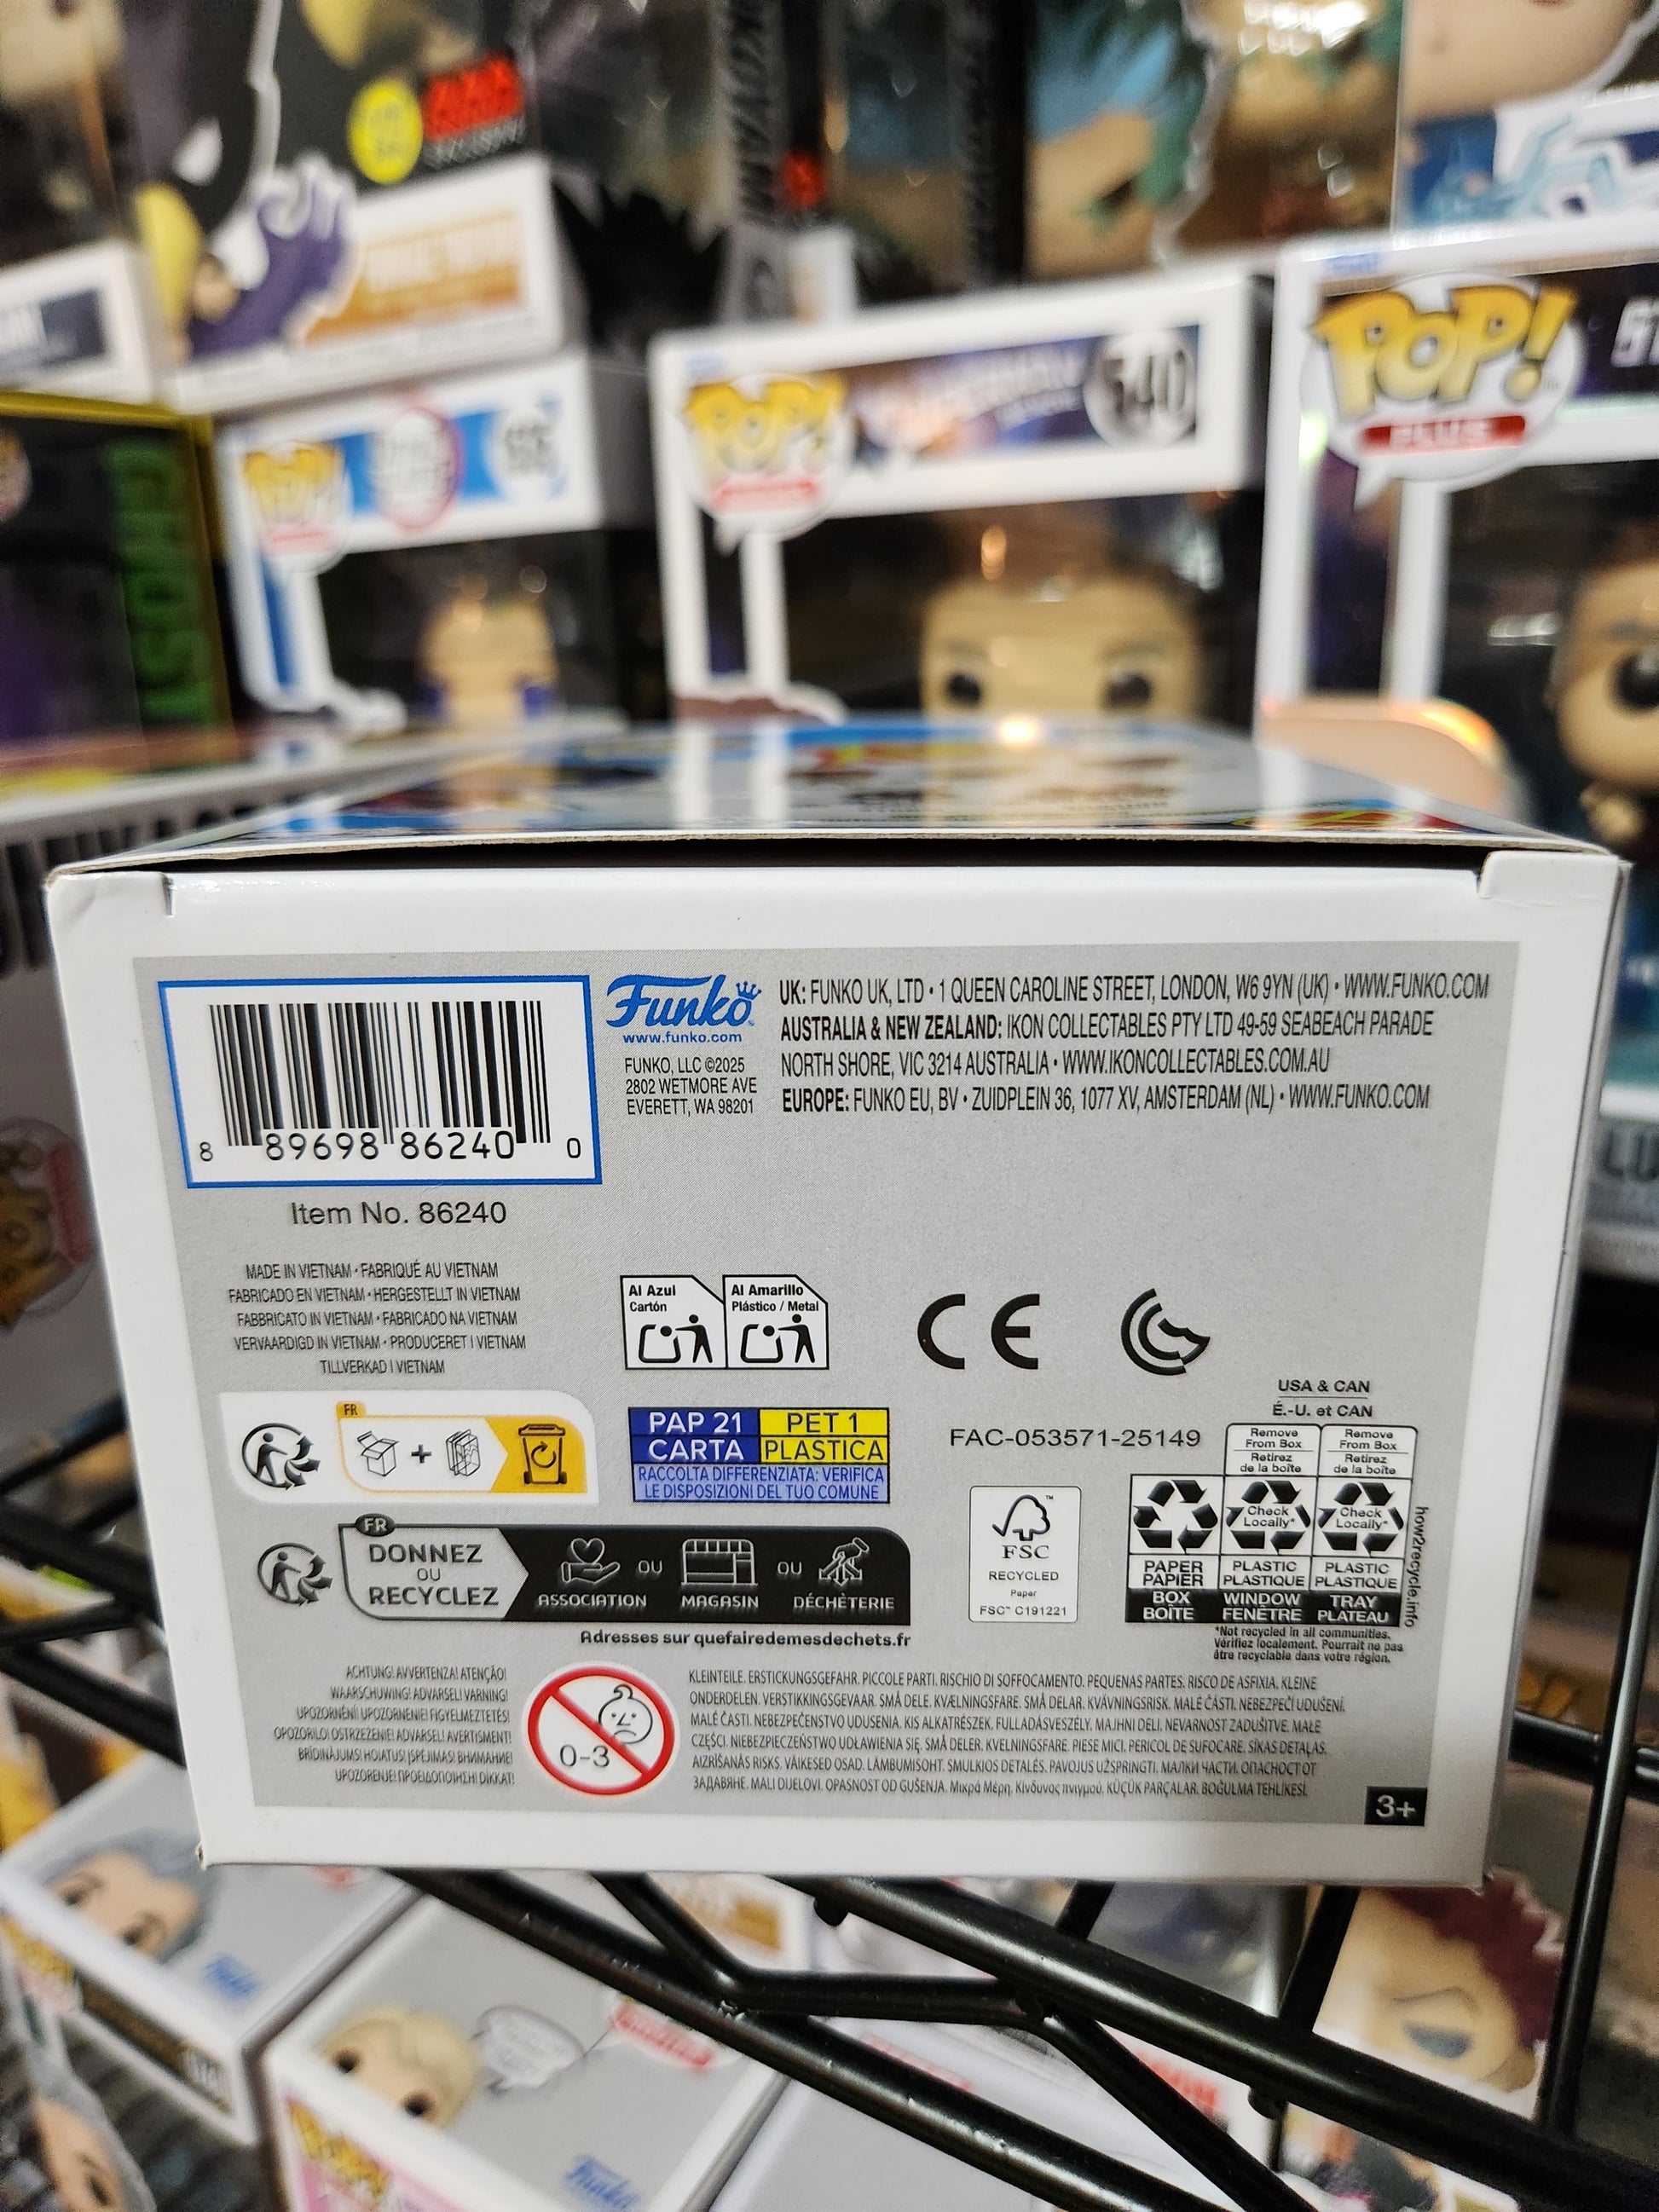 POP!
540
POP!
PLUS
GHOST
8 89698 86240 0
Item No. 86240
Funko
www.funko.com
FUNKO, LLC ©2025
2802 WETMORE AVE
EVERETT, WA 98201
UK: FUNKO UK, LTD • 1 QUEEN CAROLINE STREET, LONDON, W6 9YN (UK) • WWW.FUNKO.COM
AUSTRALIA & NEW ZEALAND: IKON COLLECTABLES PTY LTD 49-59 SEABEACH PARADE
NORTH SHORE, VIC 3214 AUSTRALIA • WWW.IKONCOLLECTABLES.COM.AU
EUROPE: FUNKO EU, BV • ZUIDPLEIN 36, 1077 XV, AMSTERDAM (NL) • WWW.FUNKO.COM
MADE IN VIETNAM • FABRIQUÉ AU VIETNAM
FABRICADO EN VIETNAM • HERGESTELLT IN VIETNAM
FABBRICATO IN VIETNAM • FABRICADO NA VIETNAM
VERVAARDIGD IN VIETNAM • PRODUCERET I VIETNAM
TILLVERKAD I VIETNAM
Al Azul
Cartón
Al Amarillo
Plástico / Metal
CE
FR
+
PAP 21
CARTA
PET 1
PLASTICA
RACCOLTA DIFFERENZIATA: VERIFICA
LE DISPOSIZIONI DEL TUO COMUNE
FAC-053571-25149
FSC™
RECYCLED
Paper
FSC™ C191221
USA & CAN
É.-U. et CAN
Remove
From Box
Retirez
de la boîte
Remove
From Box
Retirez
de la boîte
Check
Locally*
Check
Locally*
PAPER
PAPIER
BOX
BOÎTE
PLASTIC
PLASTIQUE
WINDOW
FENÊTRE
PLASTIC
PLASTIQUE
TRAY
PLATEAU
how2recycle.info
*Not recycled in all communities.
Vérifiez localement. Pourrait ne pas
être recyclable dans votre région.
FR
DONNEZ
OU
RECYCLEZ
ASSOCIATION
OU
MAGASIN
OU
DÉCHÈTERIE
Adresses sur quefairedemesdechets.fr
ACHTUNG! AVVERTENZA! ATENÇÃO!
WAARSCHUWING! ADVARSEL! VARNING!
UPOZORNĚNÍ! UPOZORNENIE! FIGYELMEZTETÉS!
OPOZORILO! OSTRZEŻENIE! ADVARSEL! AVERTISMENT!
BRĪDINĀJUMS! HOIATUS! ĮSPĖJIMAS! ВНИМАНИЕ!
UPOZORENJE! ΠΡΟΕΙΔΟΠΟΙΗΣΗ! DİKKAT!
0-3
KLEINTEILE. ERSTICKUNGSGEFAHR. PICCOLE PARTI. RISCHIO DI SOFFOCAMENTO. PEQUENAS PARTES. RISCO DE ASFIXIA. KLEINE
ONDERDELEN. VERSTIKKINGSGEVAAR. SMÅ DELE. KVÆLNINGSFARE. SMÅ DELAR. KVÄVNINGSRISK. MALÉ ČÁSTI. NEBEZPEČÍ UDUŠENÍ.
MALÉ ČASTI. NEBEZPEČENSTVO UDUSENIA. KIS ALKATRÉSZEK. FULLADÁSVESZÉLY. MAJHNI DELI. NEVARNOST ZADUŠITVE. MAŁE
CZĘŚCI. NIEBEZPIECZEŃSTWO UDŁAWIENIA SIĘ. SMÅ DELER. KVELNINGSFARE. PIESE MICI. PERICOL DE SUFOCARE. SĪKAS DETAĻAS.
AIZRĪŠANĀS RISKS. VÄIKESED OSAD. LÄMBUMISOHT. SMULKIOS DETALĖS. PAVOJUS UŽSPRINGTI. МАЛКИ ЧАСТИ. ОПАСНОСТ ОТ
ЗАДАВЯНЕ. MALI DIJELOVI. OPASNOST OD GUŠENJA. Μικρά Μέρη. Κίνδυνος πνιγμού. KÜÇÜK PARÇALAR. BOĞULMA TEHLİKESİ.
3+